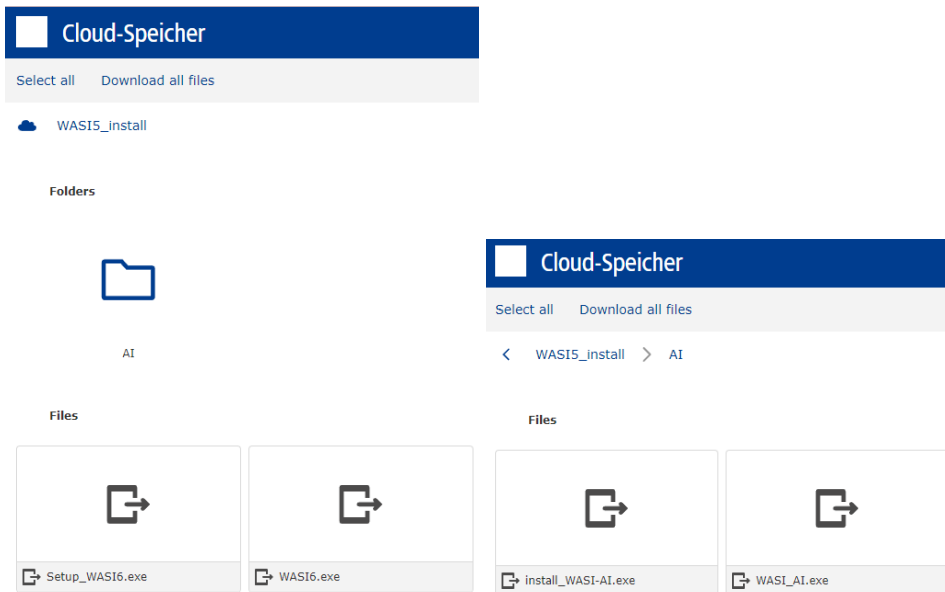 Cloud-Speicher
Select all Download all files
WASI5_install
Folders
AI
Files
Setup_WASI6.exe WASI6.exe
Cloud-Speicher
Select all Download all files
WASI5_install AI
Files
install_WASI-AI.exe WASI_AI.exe